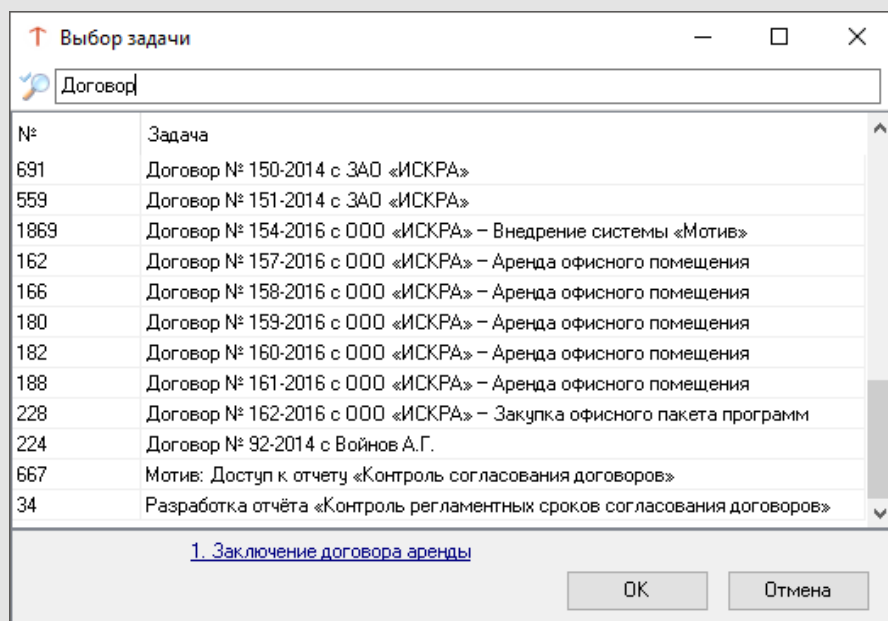 Выбор задачи
Договор
№ Задача
691 Договор № 150-2014 с ЗАО «ИСКРА»
559 Договор № 151-2014 с ЗАО «ИСКРА»
1869 Договор № 154-2016 с ООО «ИСКРА» – Внедрение системы «Мотив»
162 Договор № 157-2016 с ООО «ИСКРА» – Аренда офисного помещения
166 Договор № 158-2016 с ООО «ИСКРА» – Аренда офисного помещения
180 Договор № 159-2016 с ООО «ИСКРА» – Аренда офисного помещения
182 Договор № 160-2016 с ООО «ИСКРА» – Аренда офисного помещения
188 Договор № 161-2016 с ООО «ИСКРА» – Аренда офисного помещения
228 Договор № 162-2016 с ООО «ИСКРА» – Закупка офисного пакета программ
224 Договор № 92-2014 с Войнов А.Г.
667 Мотив: Доступ к отчету «Контроль согласования договоров»
34 Разработка отчёта «Контроль регламентных сроков согласования договоров»
1. Заключение договора аренды
OK Отмена